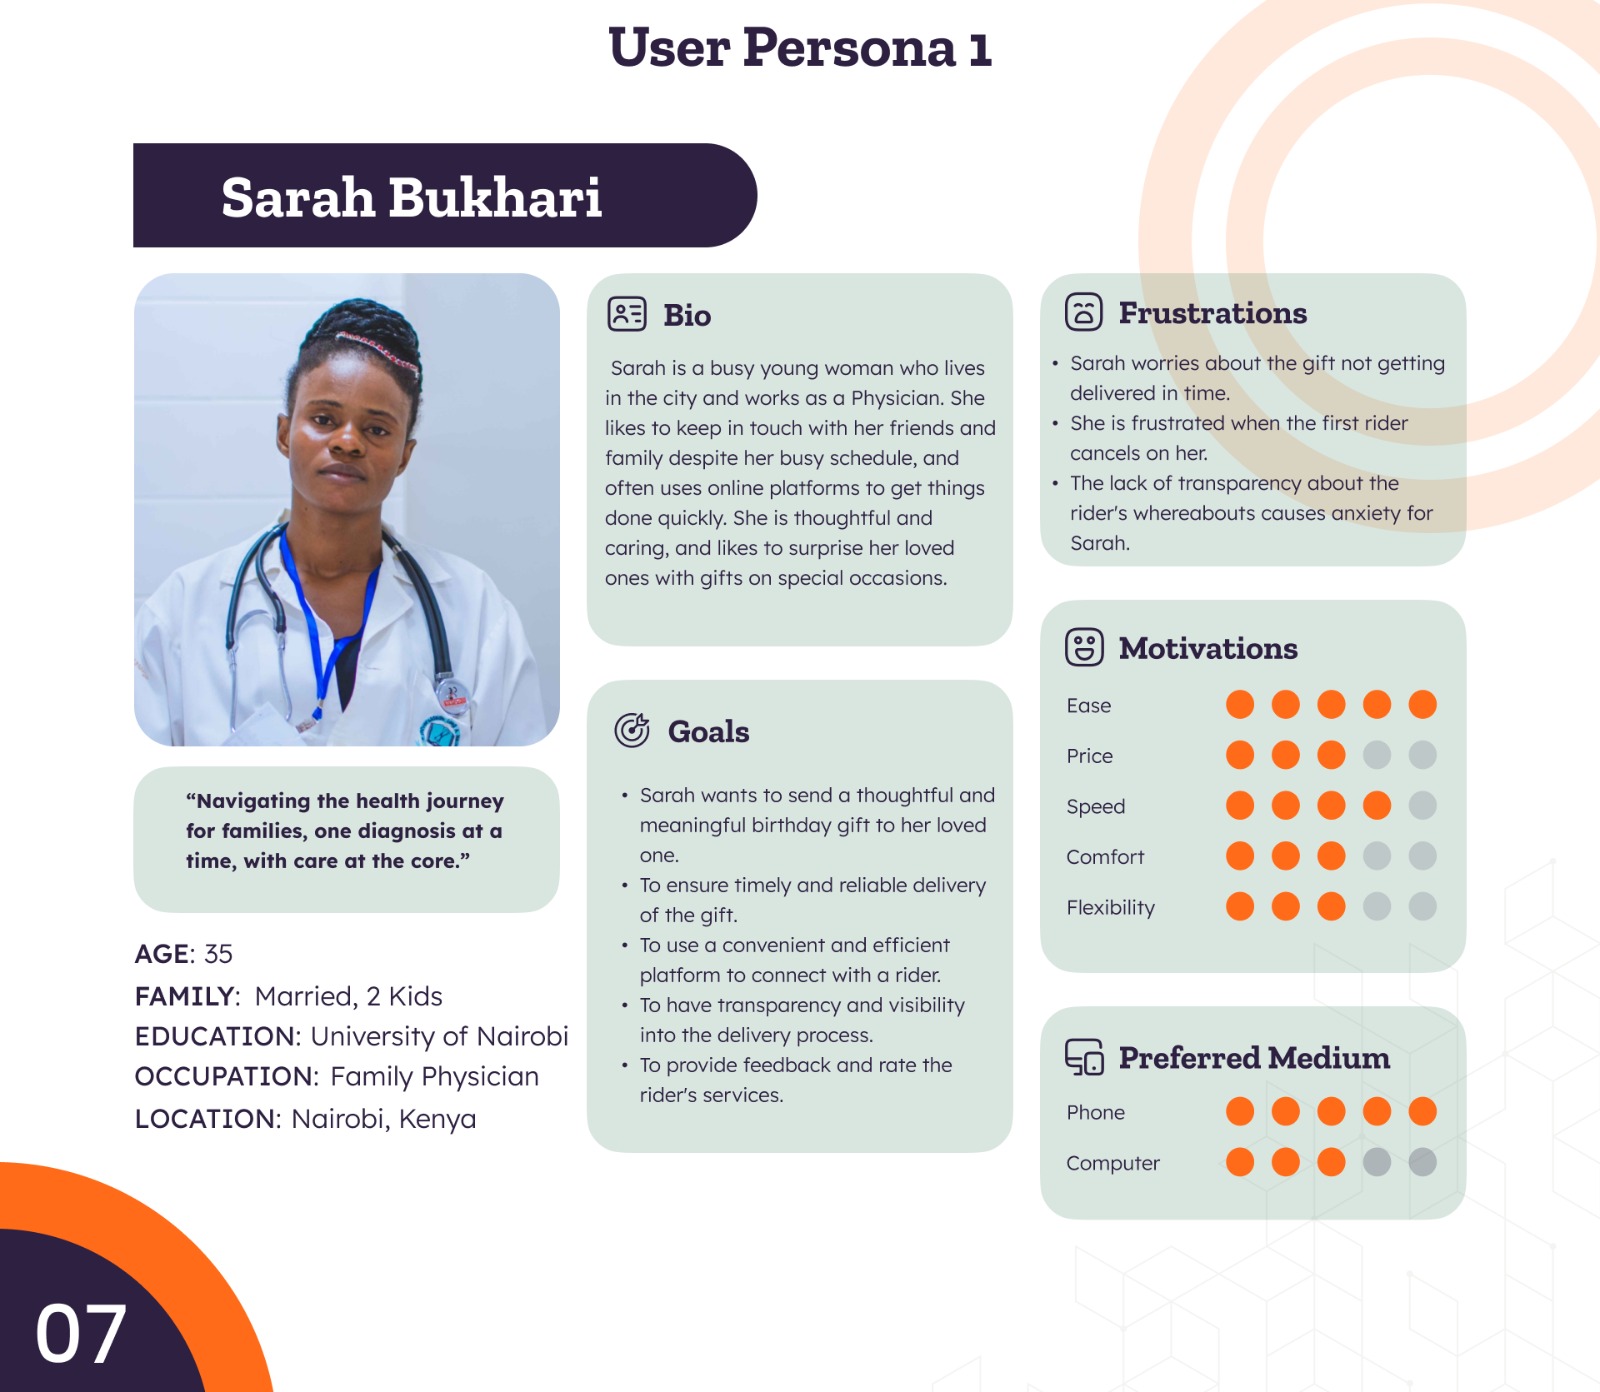 User Persona 1
Sarah Bukhari
“Navigating the health journey
for families, one diagnosis at a
time, with care at the core.”
AGE: 35
FAMILY: Married, 2 Kids
EDUCATION: University of Nairobi
OCCUPATION: Family Physician
LOCATION: Nairobi, Kenya
Bio
Sarah is a busy young woman who lives
in the city and works as a Physician. She
likes to keep in touch with her friends and
family despite her busy schedule, and
often uses online platforms to get things
done quickly. She is thoughtful and
caring, and likes to surprise her loved
ones with gifts on special occasions.
Goals
• Sarah wants to send a thoughtful and
meaningful birthday gift to her loved
one.
• To ensure timely and reliable delivery
of the gift.
• To use a convenient and efficient
platform to connect with a rider.
• To have transparency and visibility
into the delivery process.
• To provide feedback and rate the
rider's services.
Frustrations
• Sarah worries about the gift not getting
delivered in time.
• She is frustrated when the first rider
cancels on her.
• The lack of transparency about the
rider's whereabouts causes anxiety for
Sarah.
Motivations
Ease
Price
Speed
Comfort
Flexibility
Preferred Medium
Phone
Computer
07